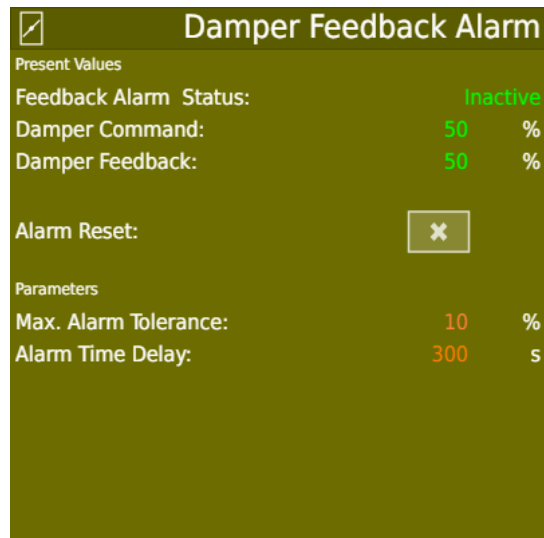 Damper Feedback Alarm
Present Values
Feedback Alarm Status: Inactive
Damper Command: 50 %
Damper Feedback: 50 %
Alarm Reset:
Parameters
Max. Alarm Tolerance: 10 %
Alarm Time Delay: 300 s